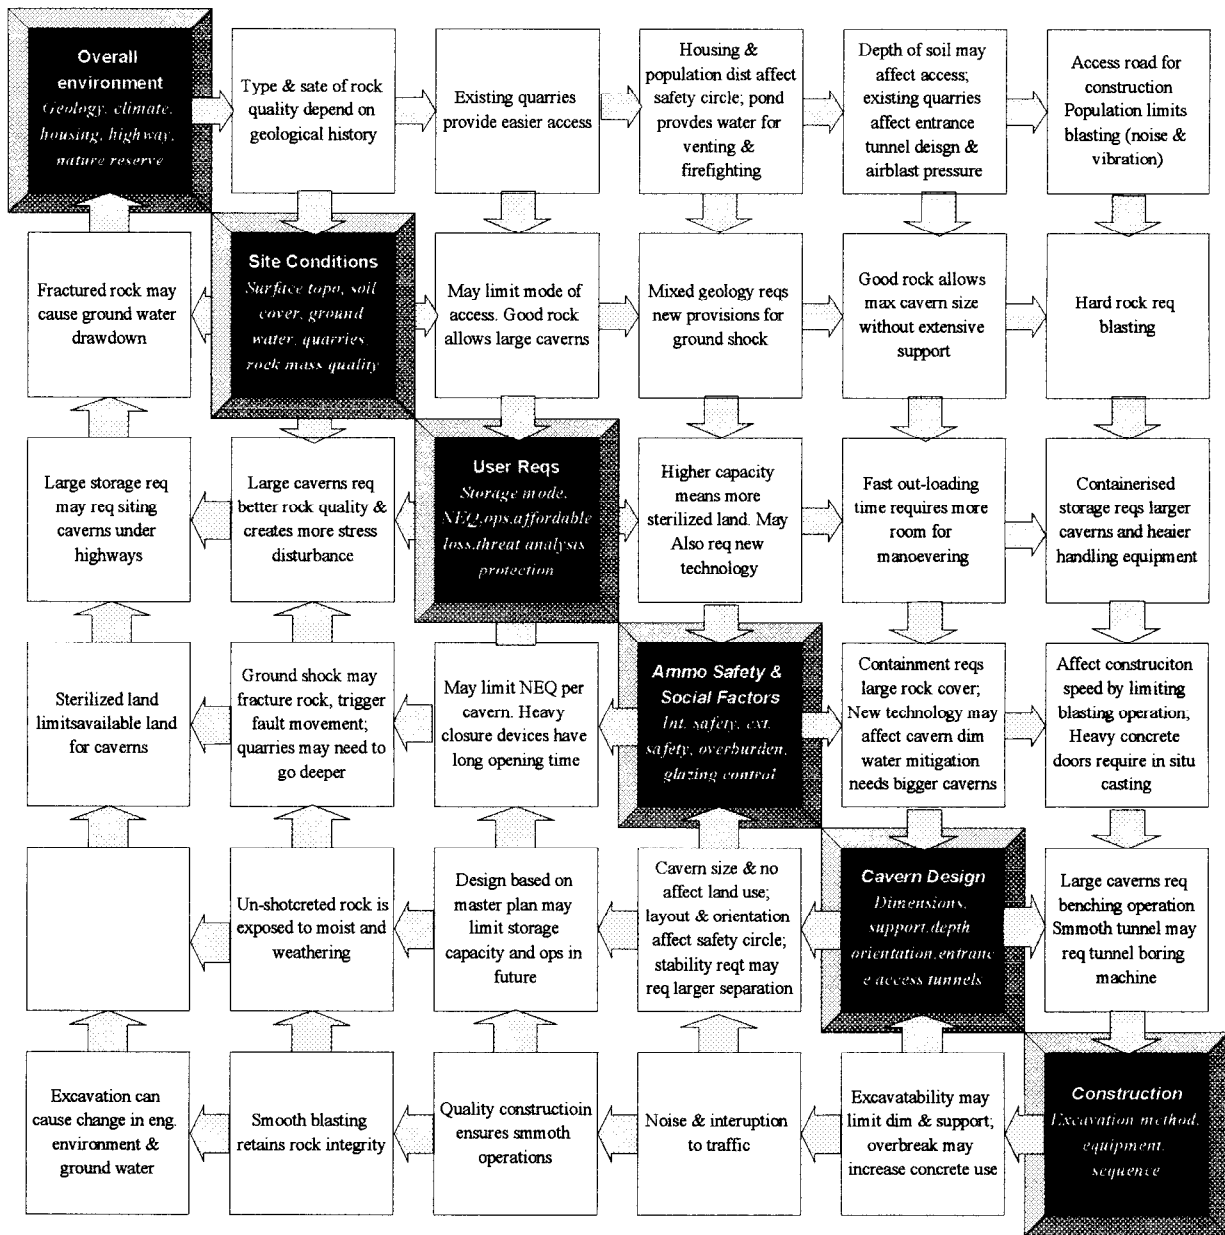 Overall
environment
Geology, climate,
housing, highway,
nature reserve
Type & sate of rock
quality depend on
geological history
Existing quarries
provide easier access
Housing &
population dist affect
safety circle; pond
provdes water for
venting &
firefighting
Depth of soil may
affect access;
existing quarries
affect entrance
tunnel deisgn &
airblast pressure
Access road for
construction
Population limits
blasting (noise &
vibration)
Fractured rock may
cause ground water
drawdown
Site Conditions
Surface topo, soil
cover, ground
water, quarries,
rock mass quality
May limit mode of
access. Good rock
allows large caverns
Mixed geology reqs
new provisions for
ground shock
Good rock allows
max cavern size
without extensive
support
Hard rock req
blasting
Large storage req
may req siting
caverns under
highways
Large caverns req
better rock quality &
creates more stress
disturbance
User Reqs
Storage mode,
NEQ,ops,affordable
loss,threat analysis
protection
Higher capacity
means more
sterilized land. May
Also req new
technology
Fast out-loading
time requires more
room for
manoevering
Containerised
storage reqs larger
caverns and heaier
handling equipment
Sterilized land
limitsavailable land
for caverns
Ground shock may
fracture rock, trigger
fault movement;
quarries may need to
go deeper
May limit NEQ per
cavern. Heavy
closure devices have
long opening time
Ammo Safety &
Social Factors
Int. safety, ext.
safety, overburden,
glazing control
Containment reqs
large rock cover;
New technology may
affect cavern dim
water mitigation
needs bigger caverns
Affect construciton
speed by limiting
blasting operation;
Heavy concrete
doors require in situ
casting
Un-shotcreted rock is
exposed to moist and
weathering
Design based on
master plan may
limit storage
capacity and ops in
future
Cavern size & no
affect land use;
layout & orientation
affect safety circle;
stability reqt may
req larger separation
Cavern Design
Dimensions,
support,depth
orientation,entranc
e access tunnels
Large caverns req
benching operation
Smmoth tunnel may
req tunnel boring
machine
Excavation can
cause change in eng.
environment &
ground water
Smooth blasting
retains rock integrity
Quality constructioin
ensures smmoth
operations
Noise & interuption
to traffic
Excavatability may
limit dim & support;
overbreak may
increase concrete use
Construction
Excavation method,
equipment,
sequence